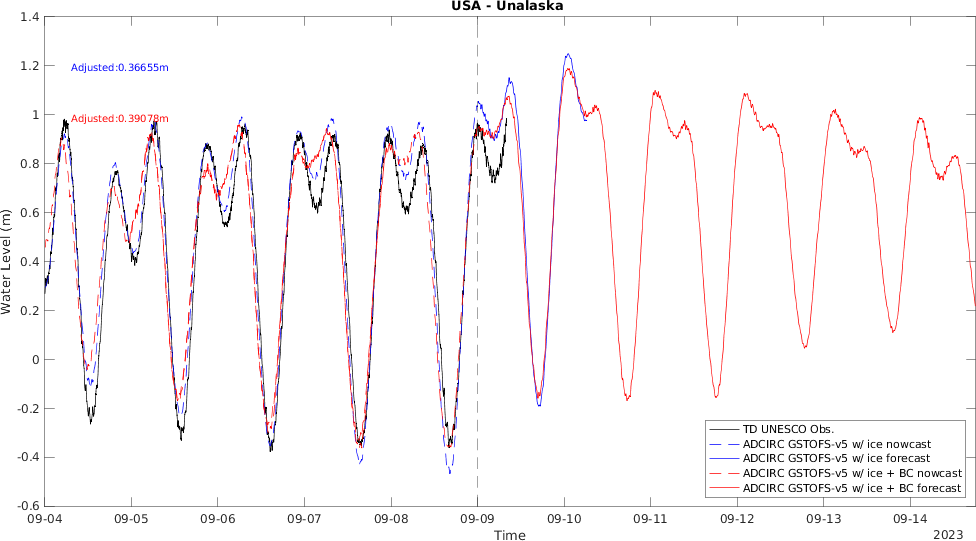 USA - Unalaska
Adjusted:0.36655m
Adjusted:0.39078m
Water Level (m)
1.4
1.2
1
0.8
0.6
0.4
0.2
0
-0.2
-0.4
-0.6
TD UNESCO Obs.
ADCIRC GSTOFS-v5 w/ ice nowcast
ADCIRC GSTOFS-v5 w/ ice forecast
ADCIRC GSTOFS-v5 w/ ice + BC nowcast
ADCIRC GSTOFS-v5 w/ ice + BC forecast
09-04 09-05 09-06 09-07 09-08 09-09 09-10 09-11 09-12 09-13 09-14
Time
2023